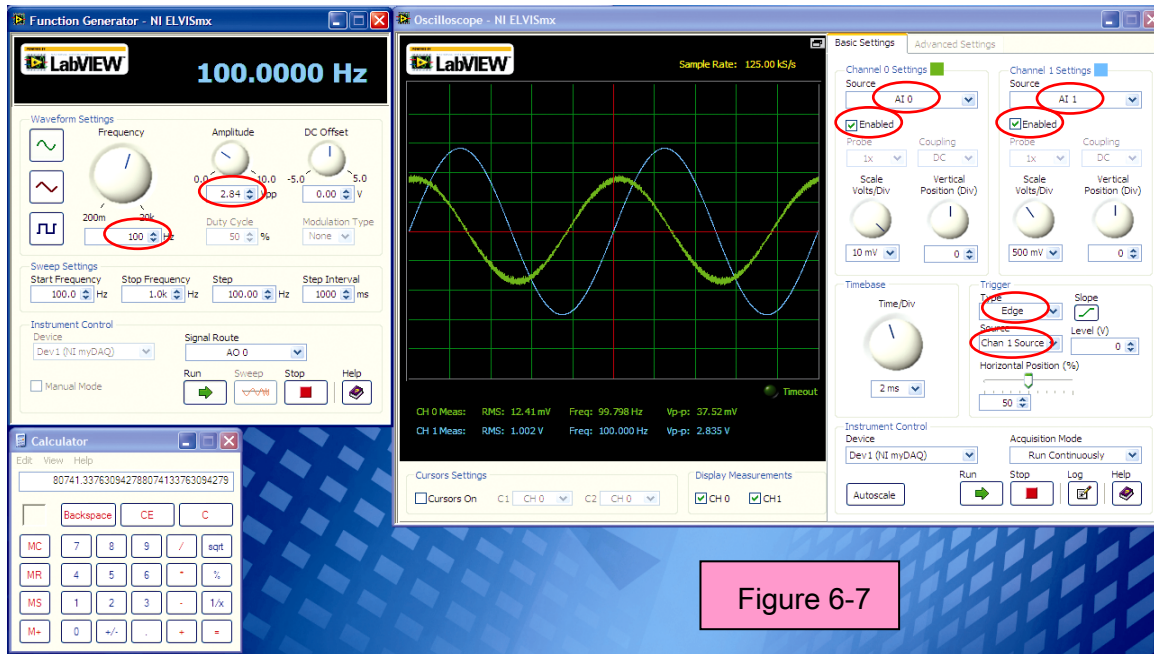 Function Generator - NI ELVISmx
POWERED BY
LabVIEW™
100.0000 Hz
Waveform Settings
Frequency
Amplitude
DC Offset
200m 20k
0.0 10.0
-5.0 5.0
100 Hz
2.84 Vpp
0.00 V
Duty Cycle
Modulation Type
50 %
None
Sweep Settings
Start Frequency Stop Frequency Step Step Interval
100.0 Hz 1.0k Hz 100.00 Hz 1000 ms
Instrument Control
Device
Signal Route
Dev1 (NI myDAQ)
AO 0
Manual Mode
Run Sweep Stop Help
Calculator
Edit View Help
80741.337630942788074133763094279
Backspace CE C
MC 7 8 9 / sqrt
MR 4 5 6 * %
MS 1 2 3 - 1/x
M+ 0 +/- . + =
Oscilloscope - NI ELVISmx
POWERED BY
LabVIEW™
Sample Rate: 125.00 kS/s
Timeout
CH 0 Meas: RMS: 12.41 mV Freq: 99.798 Hz Vp-p: 37.52 mV
CH 1 Meas: RMS: 1.002 V Freq: 100.000 Hz Vp-p: 2.835 V
Cursors Settings
Cursors On C1 CH 0 C2 CH 0
Display Measurements
CH 0 CH1
Basic Settings Advanced Settings
Channel 0 Settings
Source
AI 0
Enabled
Probe Coupling
1x DC
Scale Volts/Div
Vertical Position (Div)
10 mV 0
Channel 1 Settings
Source
AI 1
Enabled
Probe Coupling
1x DC
Scale Volts/Div
Vertical Position (Div)
500 mV 0
Timebase
Time/Div
2 ms
Trigger
Type Slope
Edge
Source Level (V)
Chan 1 Source 0
Horizontal Position (%)
50
Instrument Control
Device Acquisition Mode
Dev1 (NI myDAQ) Run Continuously
Run Stop Log Help
Autoscale
Figure 6-7